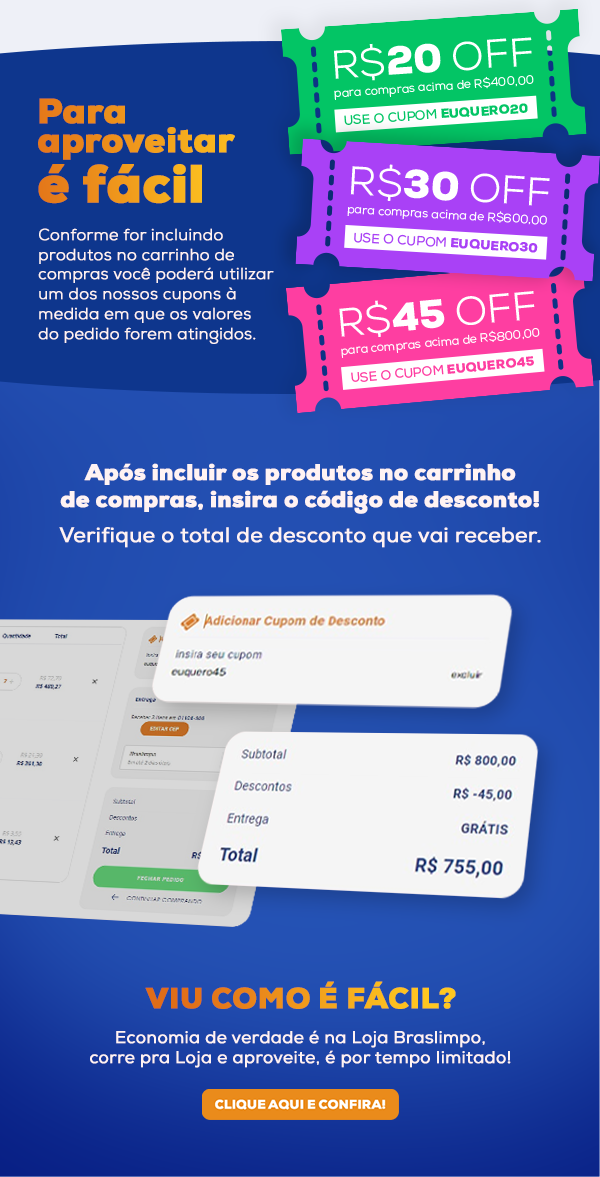 R$20 OFF
para compras acima de R$400,00
USE O CUPOM EUQUERO20
R$30 OFF
para compras acima de R$600,00
USE O CUPOM EUQUERO30
R$45 OFF
para compras acima de R$800,00
USE O CUPOM EUQUERO45
Para
aproveitar
é fácil
Conforme for incluindo
produtos no carrinho de
compras você poderá utilizar
um dos nossos cupons à
medida em que os valores
do pedido forem atingidos.
Após incluir os produtos no carrinho
de compras, insira o código de desconto!
Verifique o total de desconto que vai receber.
Adicionar Cupom de Desconto
insira seu cupom
euquero45
excluir
Quantidade Total
Entrega
EDITAR CEP
Subtotal
Descontos
Entrega
Total
FECHAR PEDIDO
CONTINUAR COMPRANDO
Subtotal R$ 800,00
Descontos R$ -45,00
Entrega GRÁTIS
Total R$ 755,00
VIU COMO É FÁCIL?
Economia de verdade é na Loja Braslimpo,
corre pra Loja e aproveite, é por tempo limitado!
CLIQUE AQUI E CONFIRA!